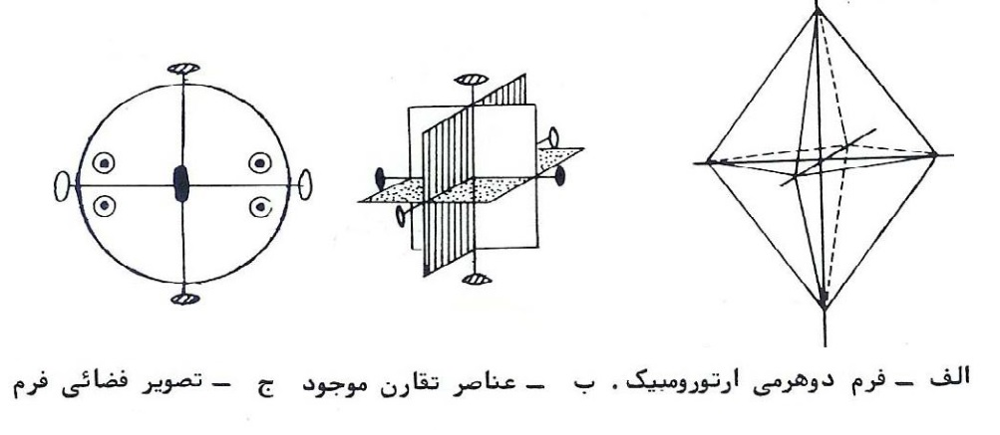 الف ــ فرم دوهرمی ارتورومبیک . ب ــ عناصر تقارن موجود ج ــ تصویر فضائی فرم